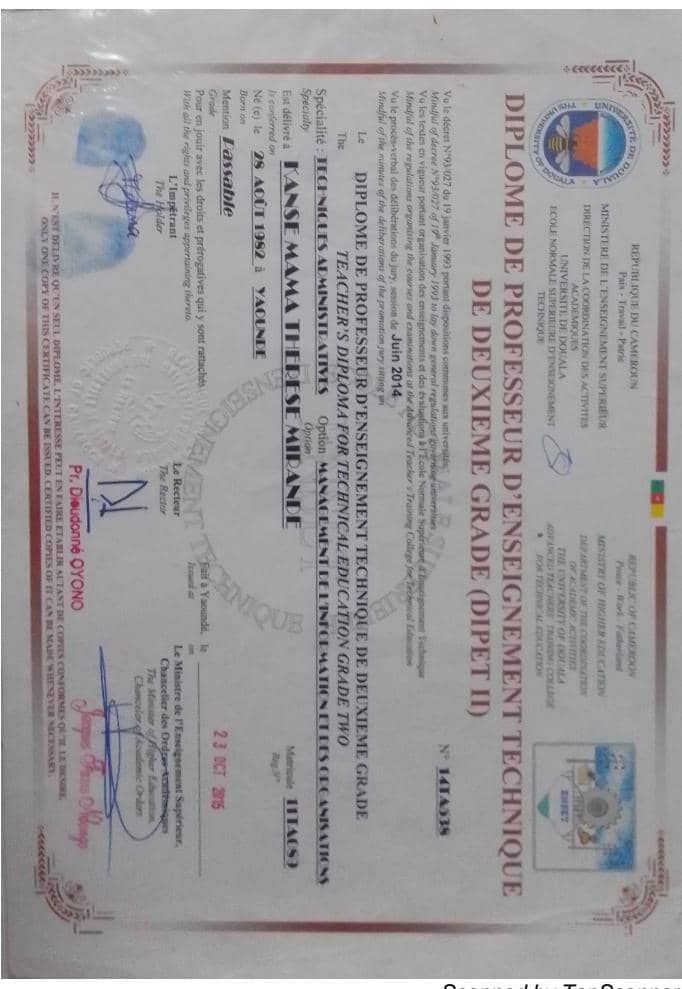 REPUBLIQUE DU CAMEROUN
Paix - Travail - Patrie
MINISTERE DE L'ENSEIGNEMENT SUPERIEUR
DIRECTION DE LA COORDINATION DES ACTIVITES
ACADEMIQUES
UNIVERSITE DE DOUALA
ECOLE NORMALE SUPERIEURE D'ENSEIGNEMENT
TECHNIQUE
REPUBLIC OF CAMEROON
Peace - Work - Fatherland
MINISTRY OF HIGHER EDUCATION
DEPARTMENT OF THE COORDINATION
OF ACADEMIC ACTIVITIES
THE UNIVERSITY OF DOUALA
ADVANCED TEACHERS' TRAINING COLLEGE
FOR TECHNICAL EDUCATION
UNIVERSITE DE DOUALA
THE UNIVERSITY OF DOUALA
ENSET
DIPLOME DE PROFESSEUR D'ENSEIGNEMENT TECHNIQUE
DE DEUXIEME GRADE (DIPET II)
N° 14TA538
Vu le décret N°93/027 du 19 janvier 1993 portant dispositions communes aux universités
Mindful of decree N°93/027 of 19th January 1993 to lay down general regulations governing universities
Vu les textes en vigueur portant organisation des enseignements et des évaluations à l'Ecole Normale Supérieure d'Enseignement Technique
Mindful of the regulations organising the courses and examinations at the Advanced Teacher's Training College for Technical Education
Vu le procès-verbal des délibérations du jury, session de Juin 2014
Mindful of the minutes of the deliberations of the promotion jury sitting on
Le DIPLOME DE PROFESSEUR D'ENSEIGNEMENT TECHNIQUE DE DEUXIEME GRADE
The TEACHER'S DIPLOMA FOR TECHNICAL EDUCATION GRADE TWO
Spécialité : TECHNIQUES ADMINISTRATIVES Option : MANAGEMENT DE L'INFORMATION ET DES ORGANISATIONS
Specialty Option
Est délivré à KANSE MAMA THERESE MIRANDE Matricule 11TA087
Is conferred on Reg N°
Né (e) le 28 AOÛT 1982 à YAOUNDE
Born on
Mention Passable
Grade
Pour en jouir avec les droits et prérogatives qui y sont rattachés
With all the rights and privileges appertaining thereto.
Fait à Yaoundé, le 23 OCT 2015
Issued at on
L'Impétrant
The Holder
Le Recteur
The Rector
Le Ministre de l'Enseignement Supérieur,
Chancelier des Ordres Académiques
The Minister of Higher Education
Chancelor of Academic Orders
Pr. Dieudonné OYONO
IL N'EST DELIVRE QU'UN SEUL DIPLOME. L'INTERESSE PEUT EN FAIRE ETABLIR AUTANT DE COPIES CONFORMES QU'IL LE DESIRE.
ONLY ONE COPY OF THIS CERTIFICATE CAN BE ISSUED. CERTIFIED COPIES OF IT CAN BE MADE WHENEVER NECESSARY.